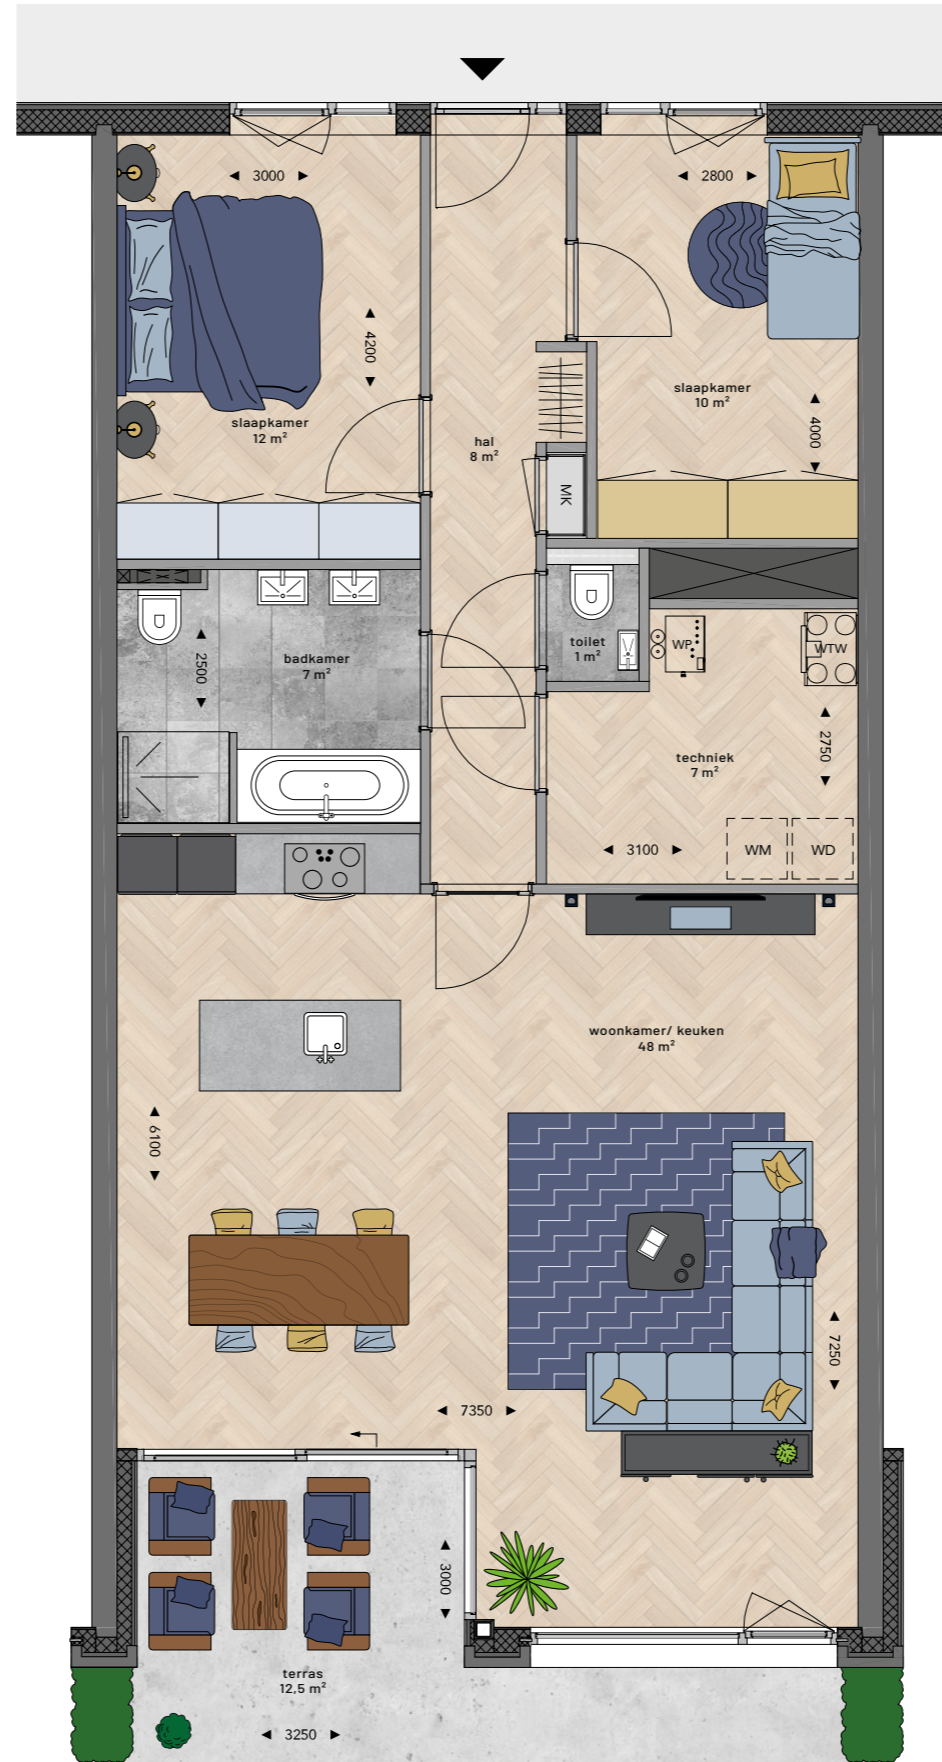 3000
2800
4200
slaapkamer
12 m²
slaapkamer
10 m²
4000
hal
8 m²
MK
2500
badkamer
7 m²
toilet
1 m²
WP
WTW
techniek
7 m²
2750
3100
WM
WD
woonkamer/ keuken
48 m²
6100
7250
7350
3000
terras
12,5 m²
3250